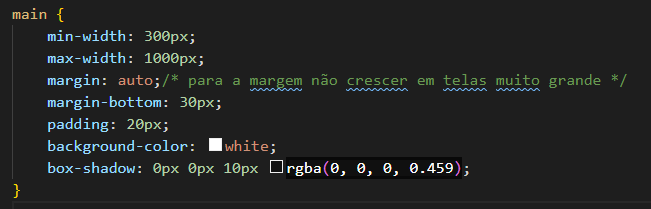 main {
min-width: 300px;
max-width: 1000px;
margin: auto;/* para a margem não crescer em telas muito grande */
margin-bottom: 30px;
padding: 20px;
background-color: white;
box-shadow: 0px 0px 10px rgba(0, 0, 0, 0.459);
}